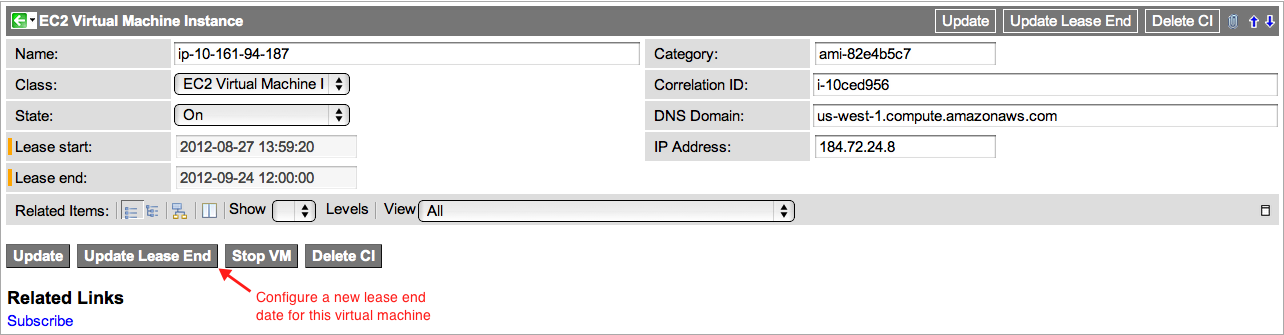 EC2 Virtual Machine Instance Update Update Lease End Delete CI
Name: ip-10-161-94-187 Category: ami-82e4b5c7
Class: EC2 Virtual Machine I Correlation ID: i-10ced956
State: On DNS Domain: us-west-1.compute.amazonaws.com
Lease start: 2012-08-27 13:59:20 IP Address: 184.72.24.8
Lease end: 2012-09-24 12:00:00
Related Items: Show Levels View All
Update Update Lease End Stop VM Delete CI
Related Links
Configure a new lease end
date for this virtual machine
Subscribe